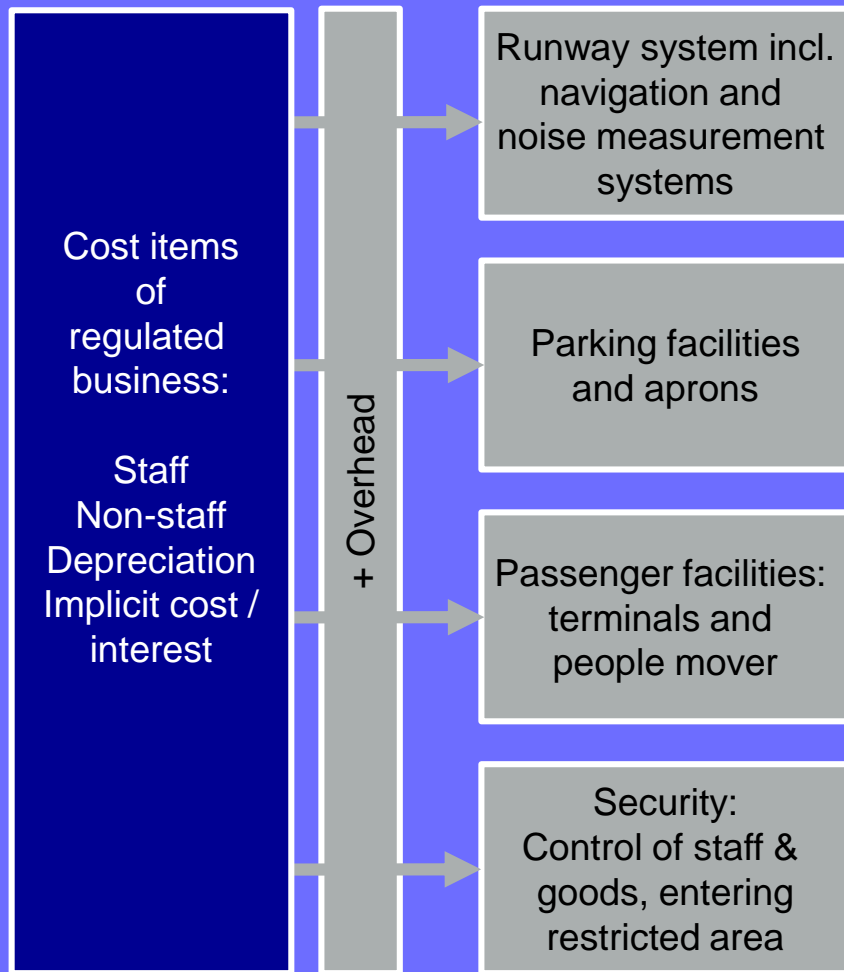 Cost items
of
regulated
business:
Staff
Non-staff
Depreciation
Implicit cost /
interest
+ Overhead
Runway system incl.
navigation and
noise measurement
systems
Parking facilities
and aprons
Passenger facilities:
terminals and
people mover
Security:
Control of staff &
goods, entering
restricted area